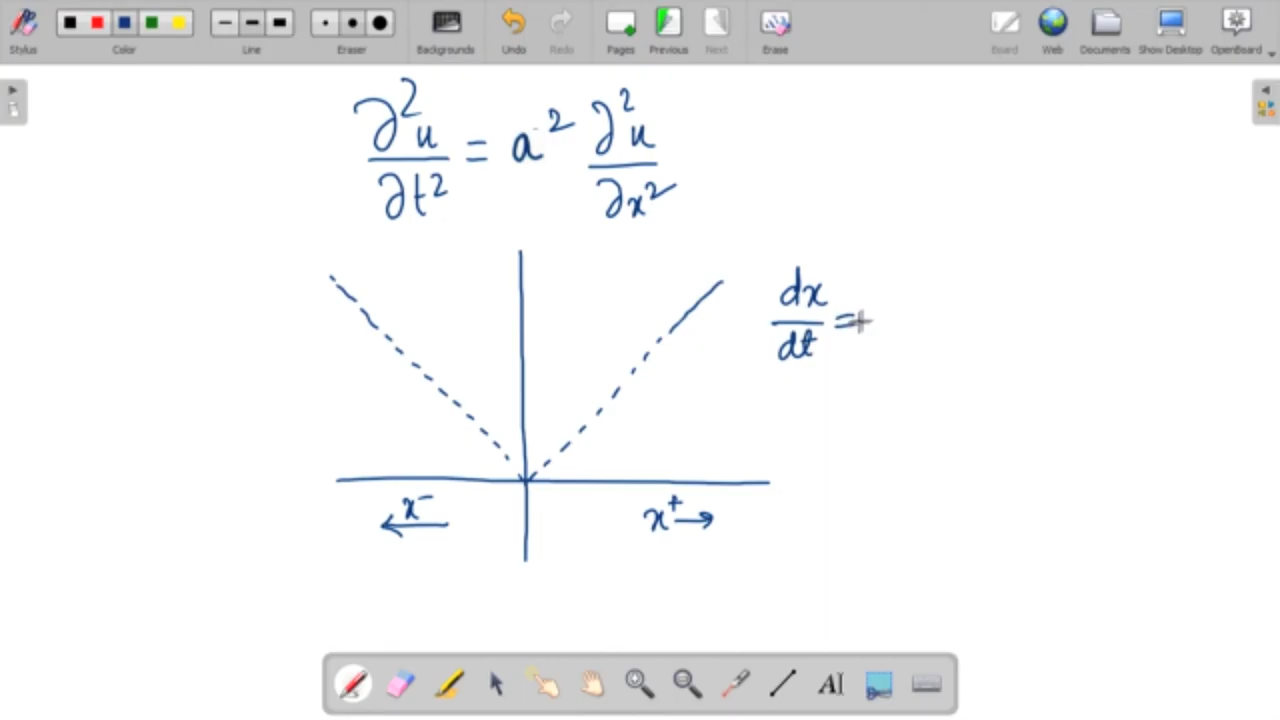 Stylus Color Line Eraser Backgrounds Undo Redo Pages Previous Next Erase Board Web Documents Show Desktop OpenBoard
∂²u/∂t² = a² ∂²u/∂x²
dx/dt =
x⁻ x⁺
AI